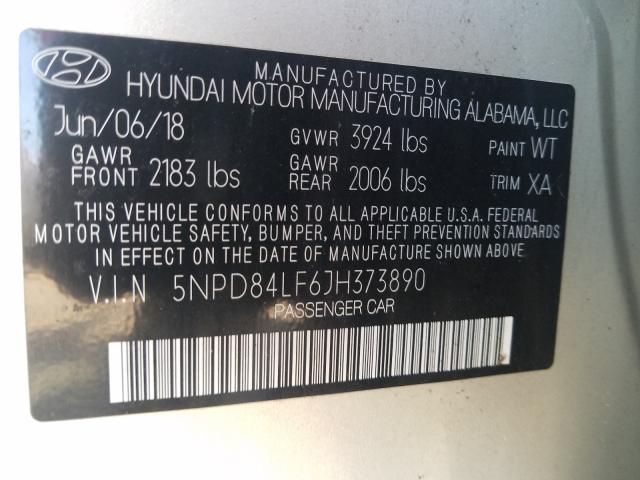 MANUFACTURED BY
HYUNDAI MOTOR MANUFACTURING ALABAMA, LLC
Jun/06/18 GVWR 3924 lbs PAINT WT
GAWR FRONT 2183 lbs GAWR REAR 2006 lbs TRIM XA
THIS VEHICLE CONFORMS TO ALL APPLICABLE U.S.A. FEDERAL
MOTOR VEHICLE SAFETY, BUMPER, AND THEFT PREVENTION STANDARDS
IN EFFECT ON THE DATE OF MANUFACTURE SHOWN ABOVE.
V.I.N 5NPD84LF6JH373890
PASSENGER CAR